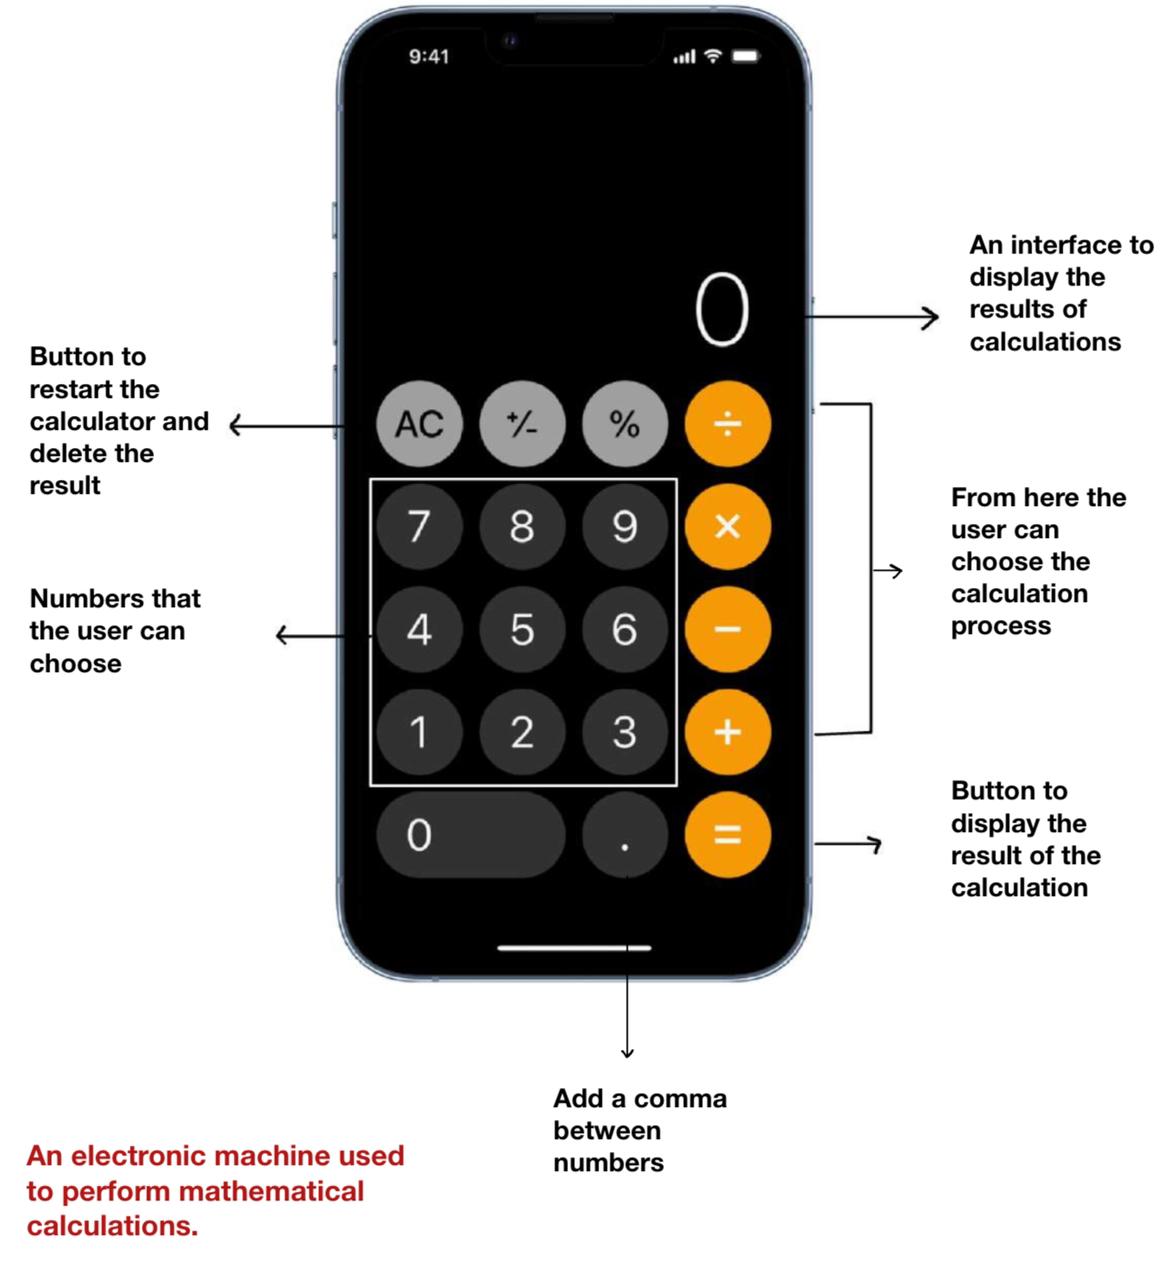 9:41
0
An interface to
display the
results of
calculations
Button to
restart the
calculator and
delete the
result
AC +/- % ÷
7 8 9 ×
4 5 6 −
1 2 3 +
0 . =
From here the
user can
choose the
calculation
process
Numbers that
the user can
choose
Button to
display the
result of the
calculation
Add a comma
between
numbers
An electronic machine used
to perform mathematical
calculations.